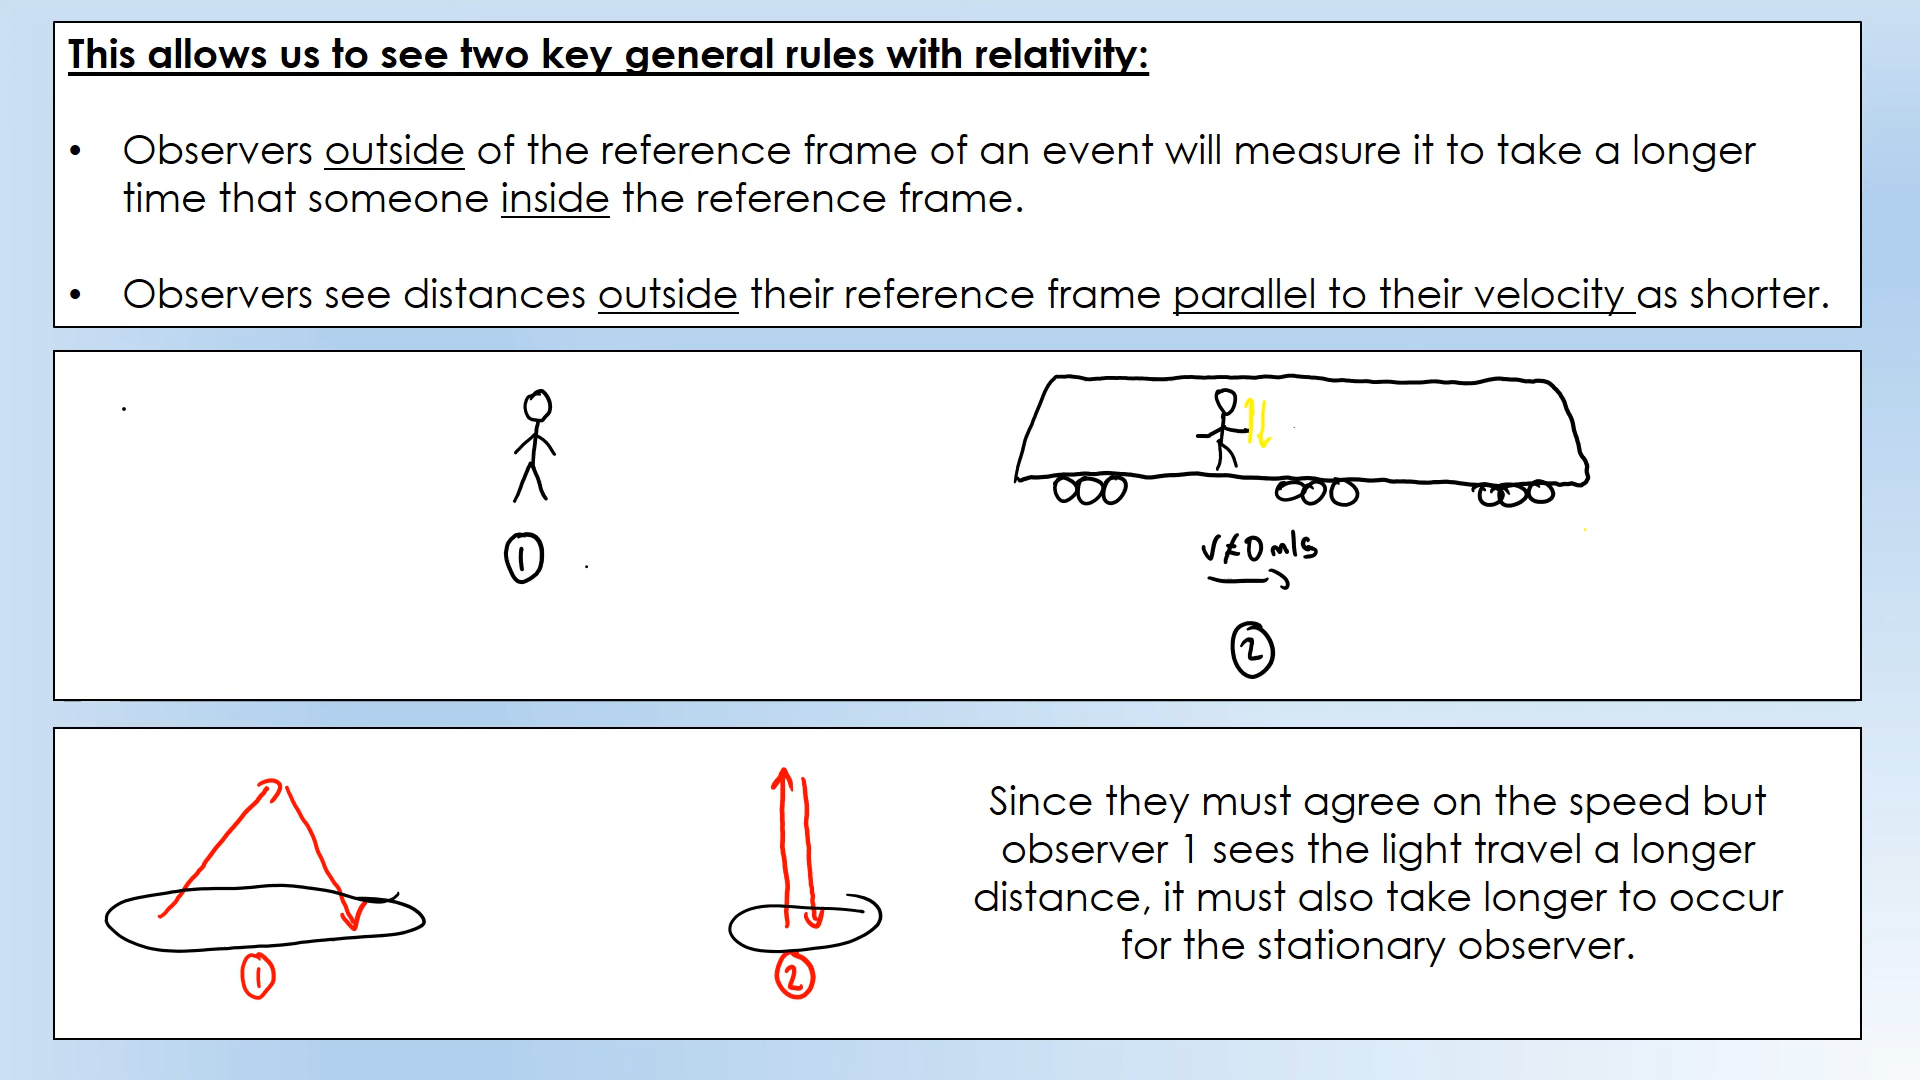 This allows us to see two key general rules with relativity:
• Observers outside of the reference frame of an event will measure it to take a longer
time that someone inside the reference frame.
• Observers see distances outside their reference frame parallel to their velocity as shorter.
1
v≠0 m/s
2
Since they must agree on the speed but
observer 1 sees the light travel a longer
distance, it must also take longer to occur
for the stationary observer.
1
2